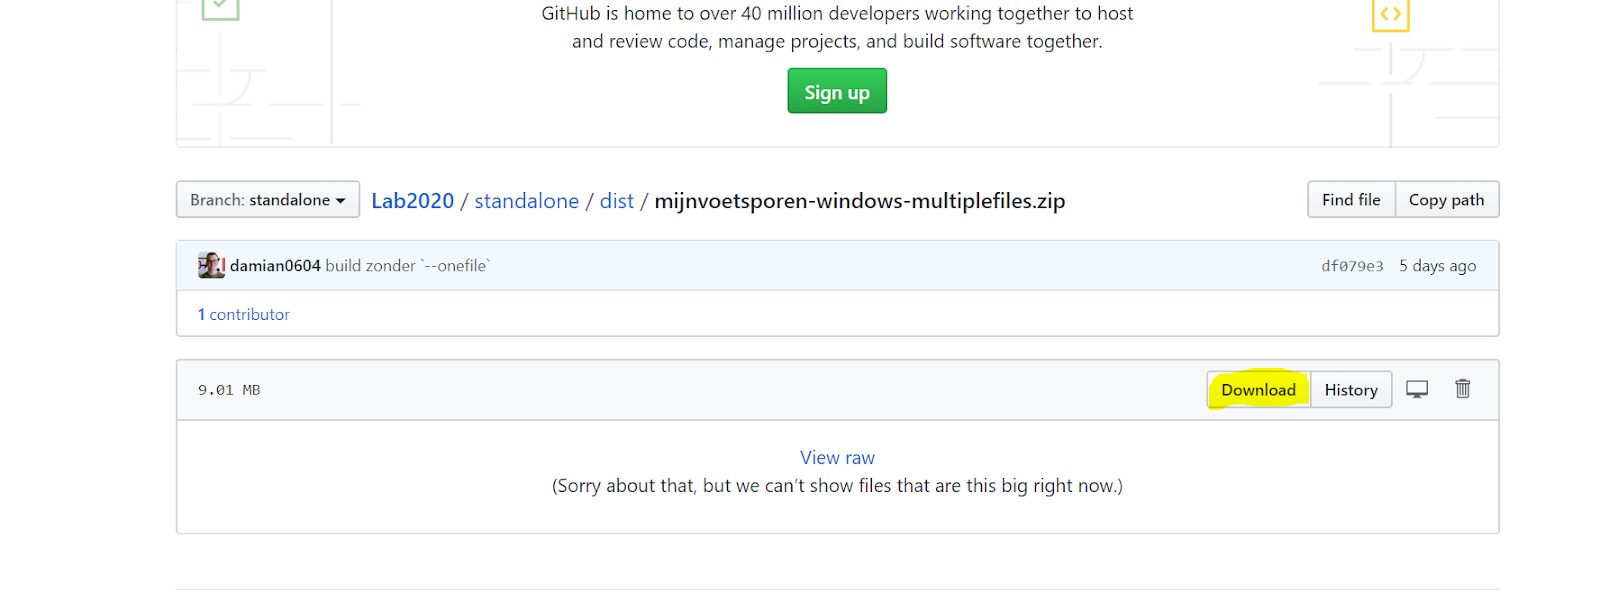 GitHub is home to over 40 million developers working together to host
and review code, manage projects, and build software together.
Sign up
Branch: standalone
Lab2020 / standalone / dist / mijnvoetsporen-windows-multiplefiles.zip
Find file
Copy path
damian0604 build zonder `--onefile`
df079e3 5 days ago
1 contributor
9.01 MB
Download
History
View raw
(Sorry about that, but we can’t show files that are this big right now.)